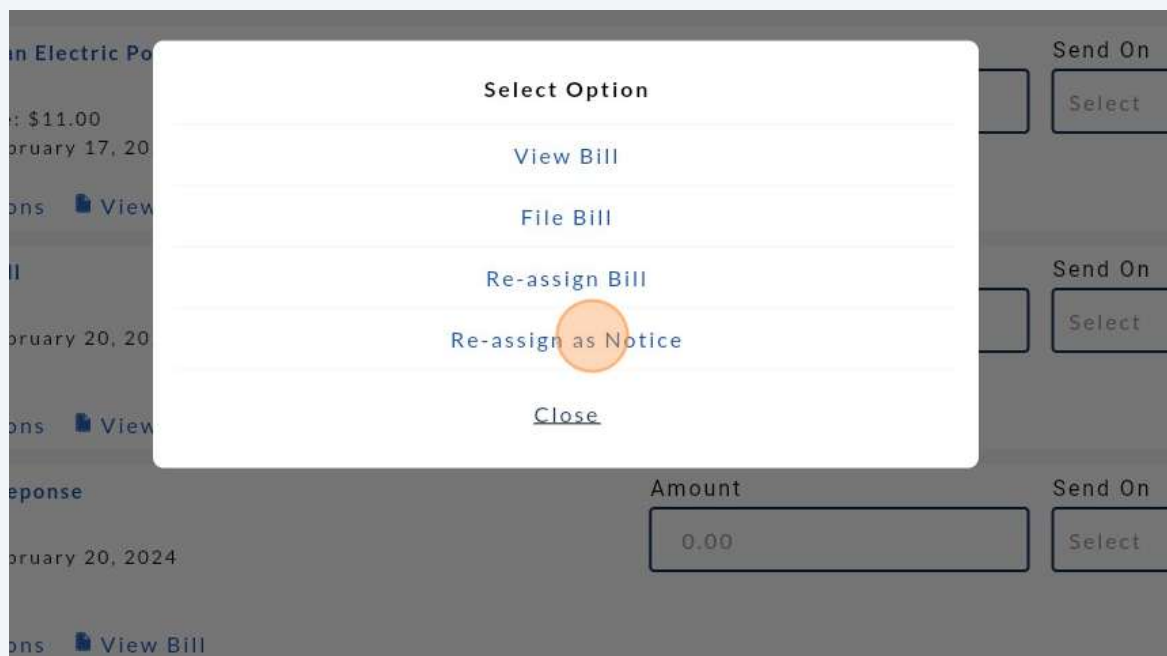 an Electric Po
Send On
Select Option
: $11.00
Select
bruary 17, 20
View Bill
ons View
File Bill
ll
Send On
Re-assign Bill
bruary 20, 20
Select
Re-assign as Notice
ons View
Close
eponse
Amount
Send On
0.00
Select
bruary 20, 2024
ons View Bill